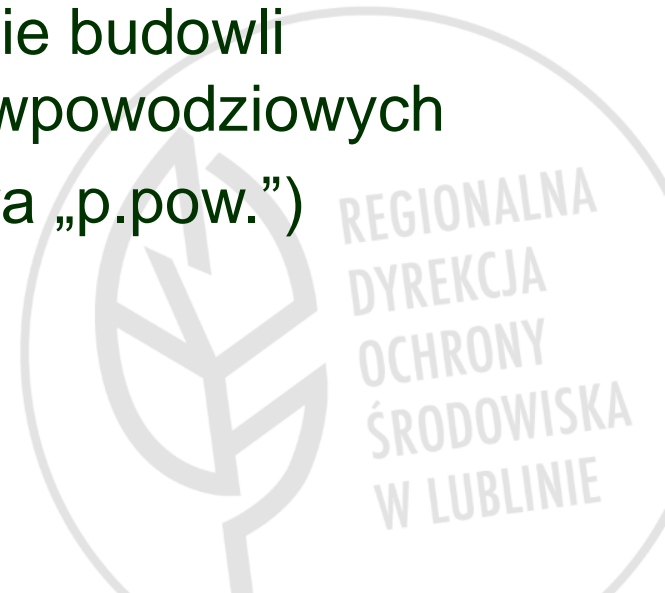 ie budowli
wpowodziowych
a „p.pow.”)
REGIONALNA
DYREKCJA
OCHRONY
ŚRODOWISKA
W LUBLINIE